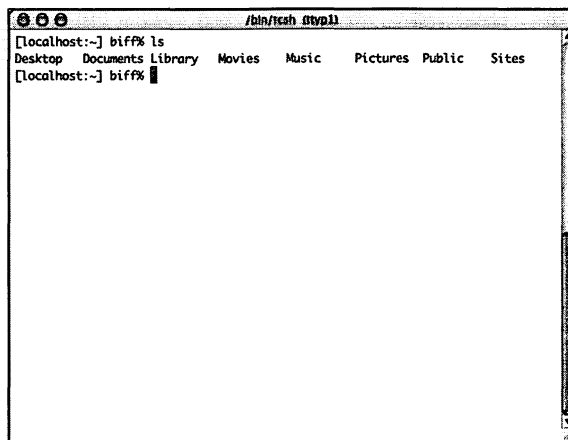 /bin/tcsh (ttyp1)
[localhost:~] biff% ls
Desktop Documents Library Movies Music Pictures Public Sites
[localhost:~] biff%